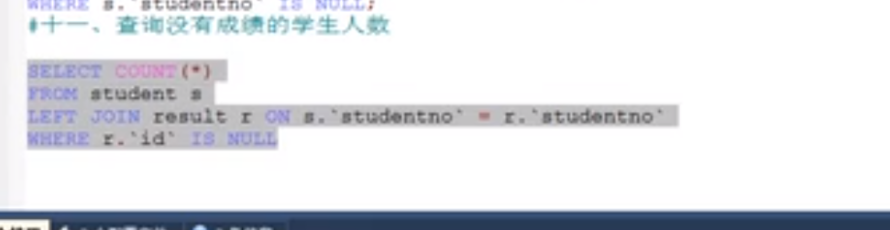 WHERE s.`studentno` IS NULL;
#十一、查询没有成绩的学生人数
SELECT COUNT(*)
FROM student s
LEFT JOIN result r ON s.`studentno` = r.`studentno`
WHERE r.`id` IS NULL